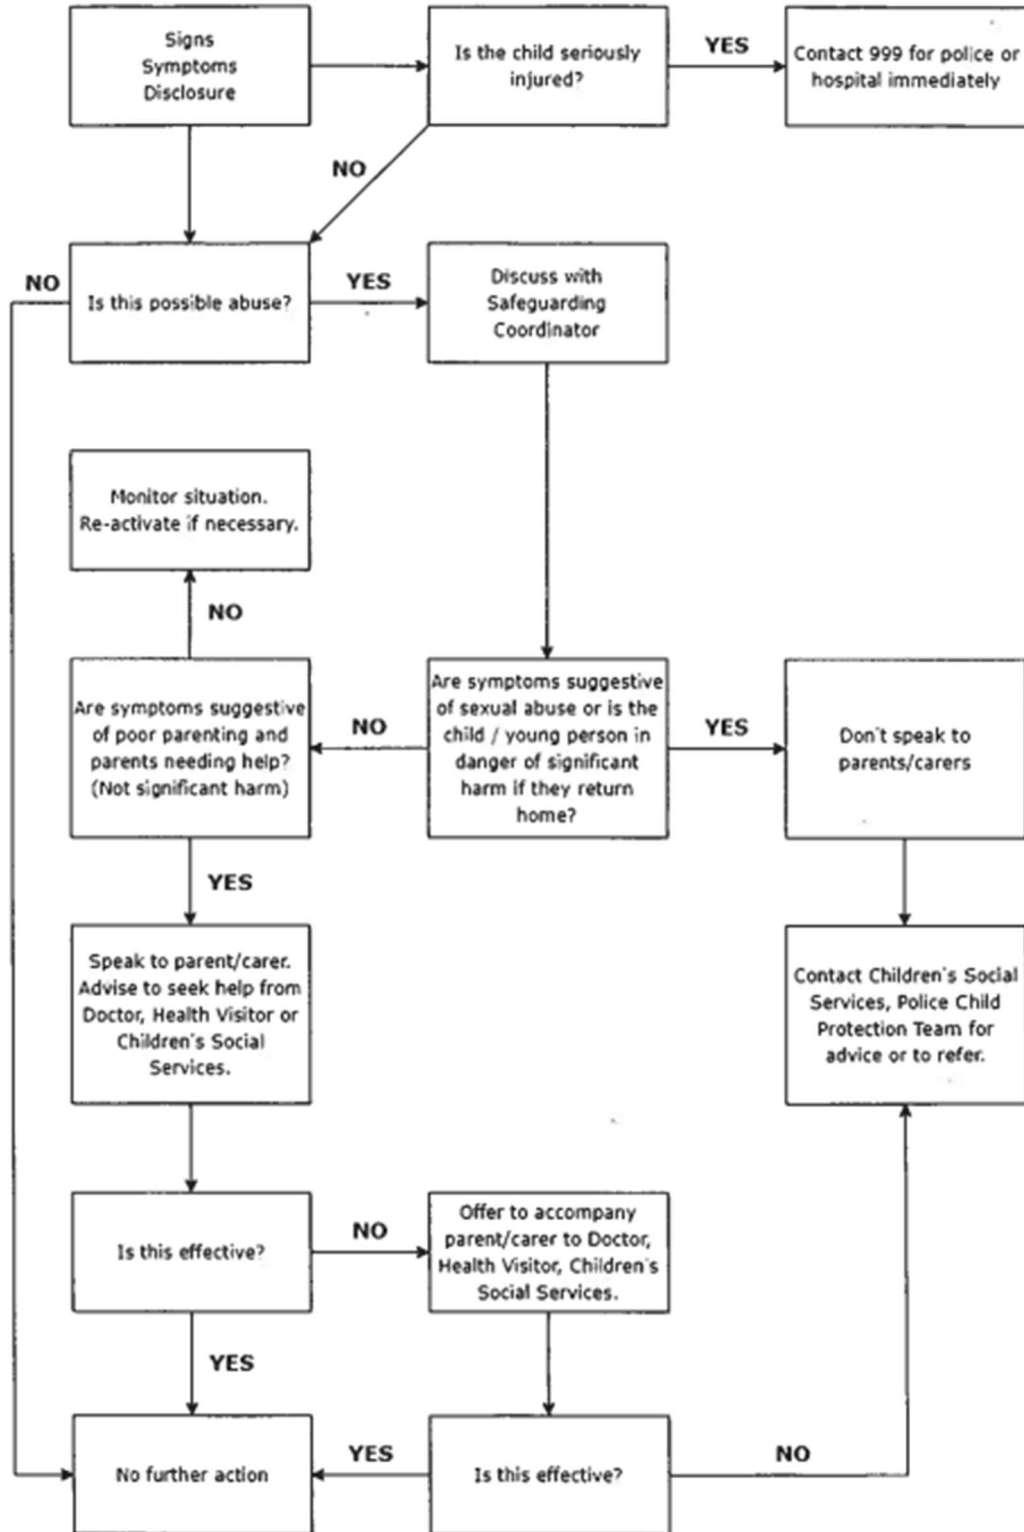 Signs
Symptoms
Disclosure
Is the child seriously
injured?
YES
Contact 999 for police or
hospital immediately
NO
NO
Is this possible abuse?
YES
Discuss with
Safeguarding
Coordinator
Monitor situation.
Re-activate if necessary.
NO
Are symptoms suggestive
of poor parenting and
parents needing help?
(Not significant harm)
NO
Are symptoms suggestive
of sexual abuse or is the
child / young person in
danger of significant
harm if they return
home?
YES
Don't speak to
parents/carers
YES
Speak to parent/carer.
Advise to seek help from
Doctor, Health Visitor or
Children's Social
Services.
Contact Children's Social
Services, Police Child
Protection Team for
advice or to refer.
Is this effective?
NO
Offer to accompany
parent/carer to Doctor,
Health Visitor, Children's
Social Services.
YES
No further action
YES
Is this effective?
NO